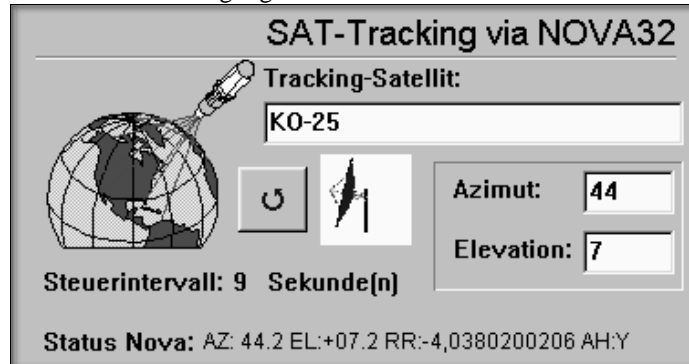 SAT-Tracking via NOVA32
Tracking-Satellit:
KO-25
↺
Azimut: 44
Elevation: 7
Steuerintervall: 9 Sekunde(n)
Status Nova: AZ: 44.2 EL:+07.2 RR:-4,0380200206 AH:Y